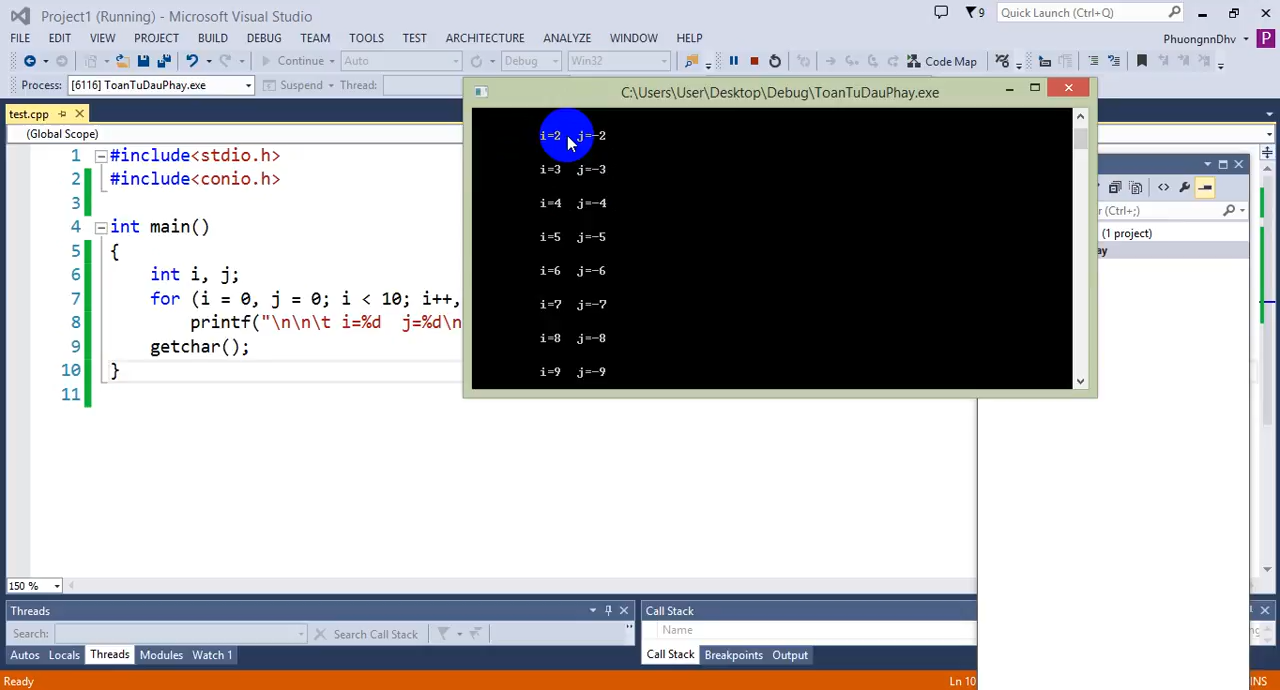 Project1 (Running) - Microsoft Visual Studio
9
Quick Launch (Ctrl+Q)
FILE EDIT VIEW PROJECT BUILD DEBUG TEAM TOOLS TEST ARCHITECTURE ANALYZE WINDOW HELP
PhuongnnDhv
P
Continue Auto Debug Win32 Code Map
Process: [6116] ToanTuDauPhay.exe Suspend Thread:
C:\Users\User\Desktop\Debug\ToanTuDauPhay.exe
test.cpp
(Global Scope)
1 #include<stdio.h>
2 #include<conio.h>
3
4 int main()
5 {
6 int i, j;
7 for (i = 0, j = 0; i < 10; i++,
8 printf("\n\n\t i=%d  j=%d\n
9 getchar();
10 }
11
i=2 j=-2
i=3 j=-3
i=4 j=-4
i=5 j=-5
i=6 j=-6
i=7 j=-7
i=8 j=-8
i=9 j=-9
(Ctrl+;)
(1 project)
ay
150 %
Threads
Search: Search Call Stack
Autos Locals Threads Modules Watch 1
Call Stack
Name
Call Stack Breakpoints Output
Ready
Ln 10
INS